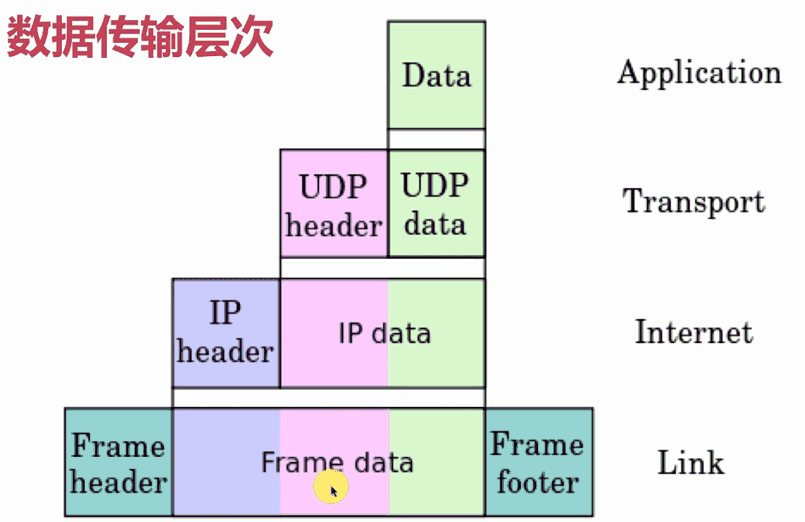 数据传输层次
Data
Application
UDP
header
UDP
data
Transport
IP
header
IP data
Internet
Frame
header
Frame data
Frame
footer
Link